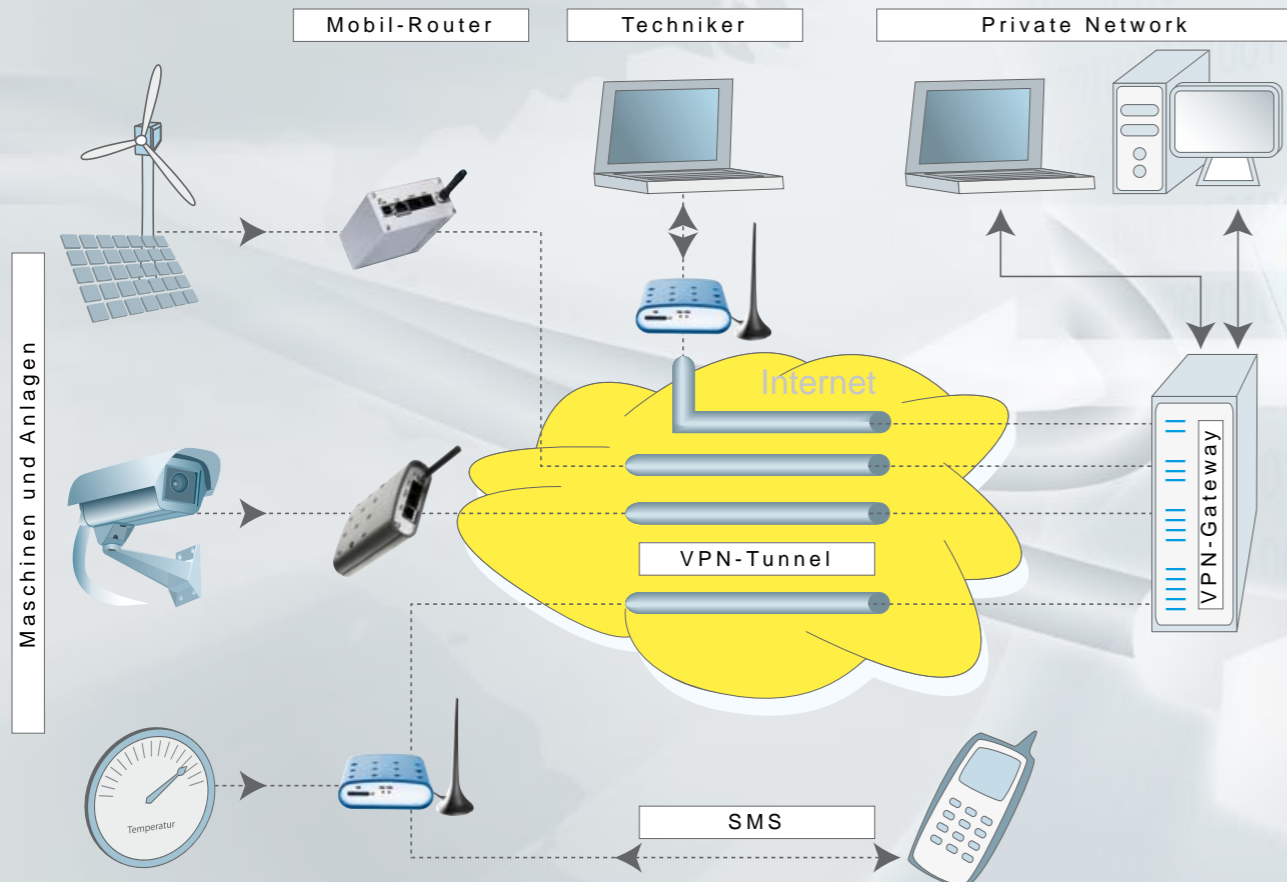 Mobil-Router
Techniker
Private Network
Maschinen und Anlagen
Internet
VPN-Gateway
VPN-Tunnel
Temperatur
SMS